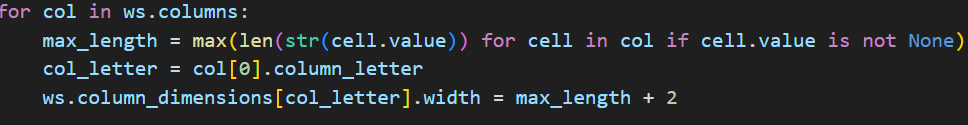 for col in ws.columns:
    max_length = max(len(str(cell.value)) for cell in col if cell.value is not None)
    col_letter = col[0].column_letter
    ws.column_dimensions[col_letter].width = max_length + 2